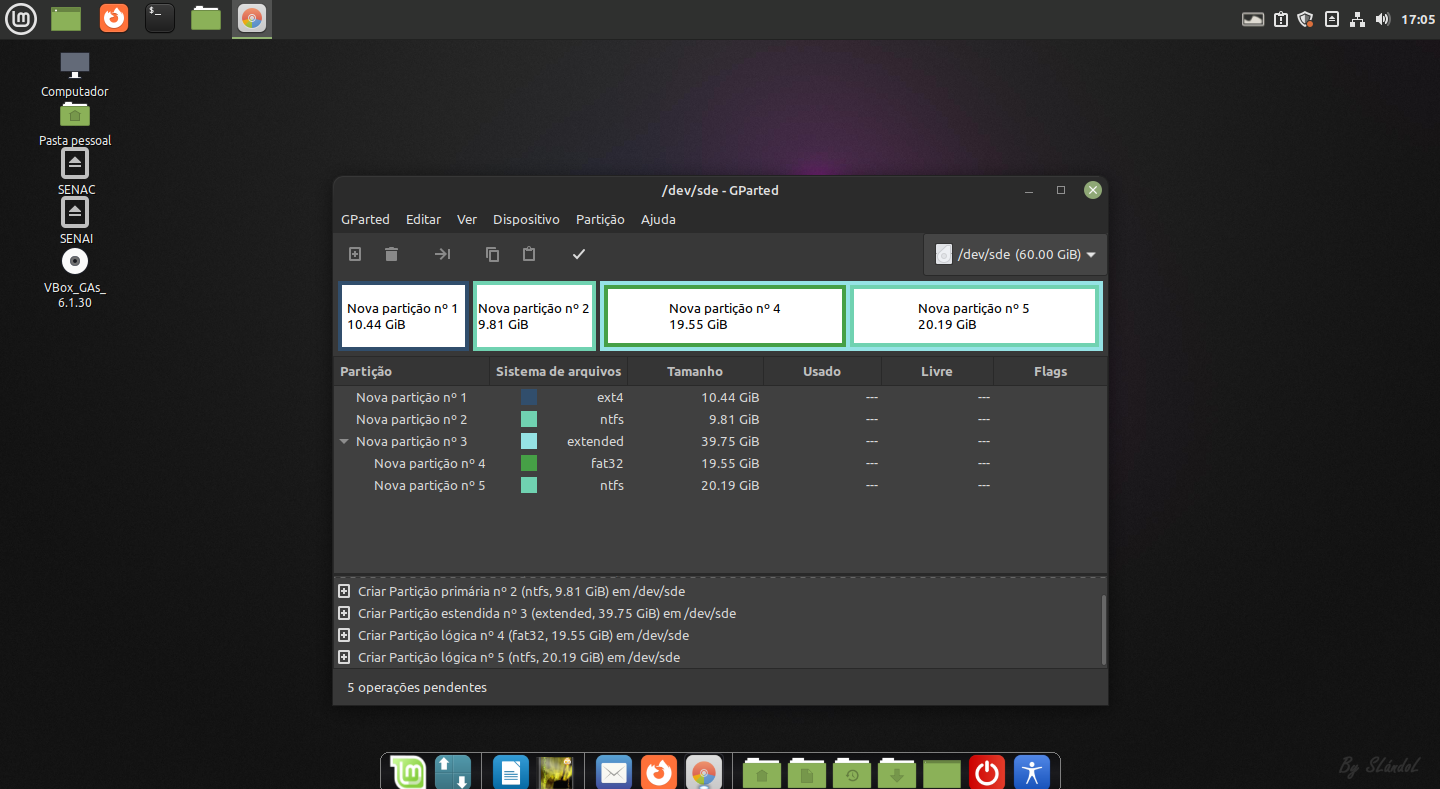 17:05
Computador
Pasta pessoal
SENAC
SENAI
VBox_GAs_
6.1.30
/dev/sde - GParted
GParted Editar Ver Dispositivo Partição Ajuda
/dev/sde (60.00 GiB)
Nova partição nº 1
10.44 GiB
Nova partição nº 2
9.81 GiB
Nova partição nº 4
19.55 GiB
Nova partição nº 5
20.19 GiB
Partição Sistema de arquivos Tamanho Usado Livre Flags
Nova partição nº 1 ext4 10.44 GiB --- ---
Nova partição nº 2 ntfs 9.81 GiB --- ---
Nova partição nº 3 extended 39.75 GiB --- ---
Nova partição nº 4 fat32 19.55 GiB --- ---
Nova partição nº 5 ntfs 20.19 GiB --- ---
Criar Partição primária nº 2 (ntfs, 9.81 GiB) em /dev/sde
Criar Partição estendida nº 3 (extended, 39.75 GiB) em /dev/sde
Criar Partição lógica nº 4 (fat32, 19.55 GiB) em /dev/sde
Criar Partição lógica nº 5 (ntfs, 20.19 GiB) em /dev/sde
5 operações pendentes
By SLándoL